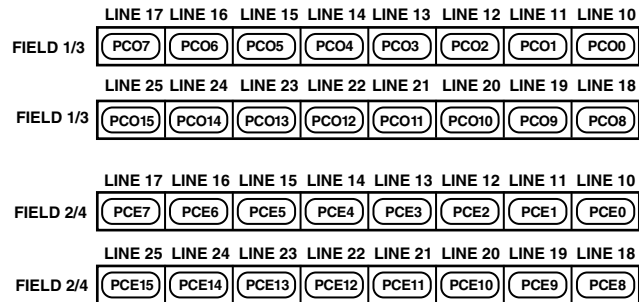 LINE 17 LINE 16 LINE 15 LINE 14 LINE 13 LINE 12 LINE 11 LINE 10
FIELD 1/3 PCO7 PCO6 PCO5 PCO4 PCO3 PCO2 PCO1 PCO0
LINE 25 LINE 24 LINE 23 LINE 22 LINE 21 LINE 20 LINE 19 LINE 18
FIELD 1/3 PCO15 PCO14 PCO13 PCO12 PCO11 PCO10 PCO9 PCO8
LINE 17 LINE 16 LINE 15 LINE 14 LINE 13 LINE 12 LINE 11 LINE 10
FIELD 2/4 PCE7 PCE6 PCE5 PCE4 PCE3 PCE2 PCE1 PCE0
LINE 25 LINE 24 LINE 23 LINE 22 LINE 21 LINE 20 LINE 19 LINE 18
FIELD 2/4 PCE15 PCE14 PCE13 PCE12 PCE11 PCE10 PCE9 PCE8